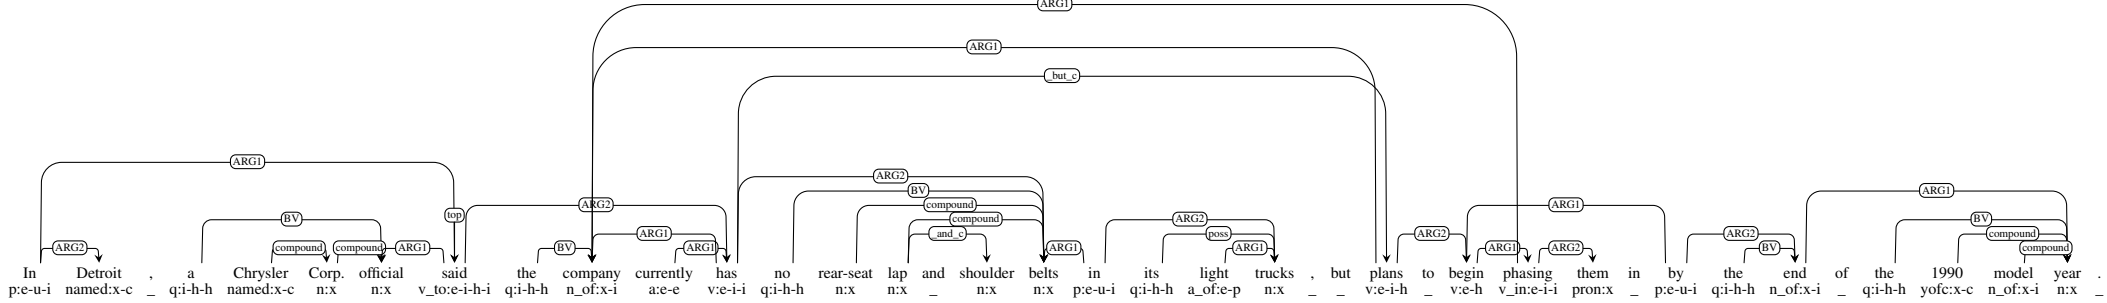 ARG1
ARG1
_but_c
ARG1
ARG2
BV
ARG1
top
ARG2
compound
ARG1
BV
compound
ARG2
ARG1
BV
ARG1
_and_c
poss
ARG2
compound
ARG2 compound compound ARG1 BV ARG1 ARG1 ARG1 ARG1 ARG2 ARG1 ARG2 BV compound
In Detroit , a Chrysler Corp. official said the company currently has no rear-seat lap and shoulder belts in its light trucks , but plans to begin phasing them in by the end of the 1990 model year .
p:e-u-i named:x-c _ q:i-h-h named:x-c n:x n:x v_to:e-i-h-i q:i-h-h n_of:x-i a:e-e v:e-i-i q:i-h-h n:x n:x _ n:x n:x p:e-u-i q:i-h-h a_of:e-p n:x _ _ v:e-i-h _ v:e-h v_in:e-i-i pron:x _ p:e-u-i q:i-h-h n_of:x-i _ q:i-h-h yofc:x-c n_of:x-i n:x _